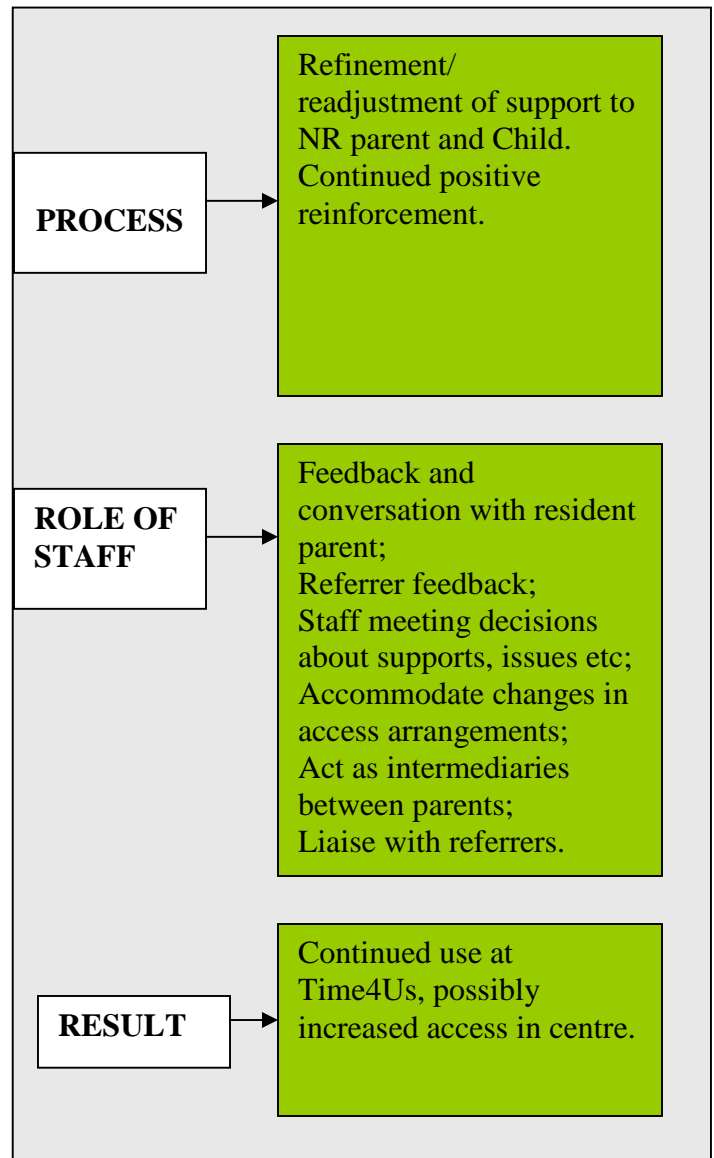 PROCESS
Refinement/
readjustment of support to
NR parent and Child.
Continued positive
reinforcement.
ROLE OF
STAFF
Feedback and
conversation with resident
parent;
Referrer feedback;
Staff meeting decisions
about supports, issues etc;
Accommodate changes in
access arrangements;
Act as intermediaries
between parents;
Liaise with referrers.
RESULT
Continued use at
Time4Us, possibly
increased access in centre.